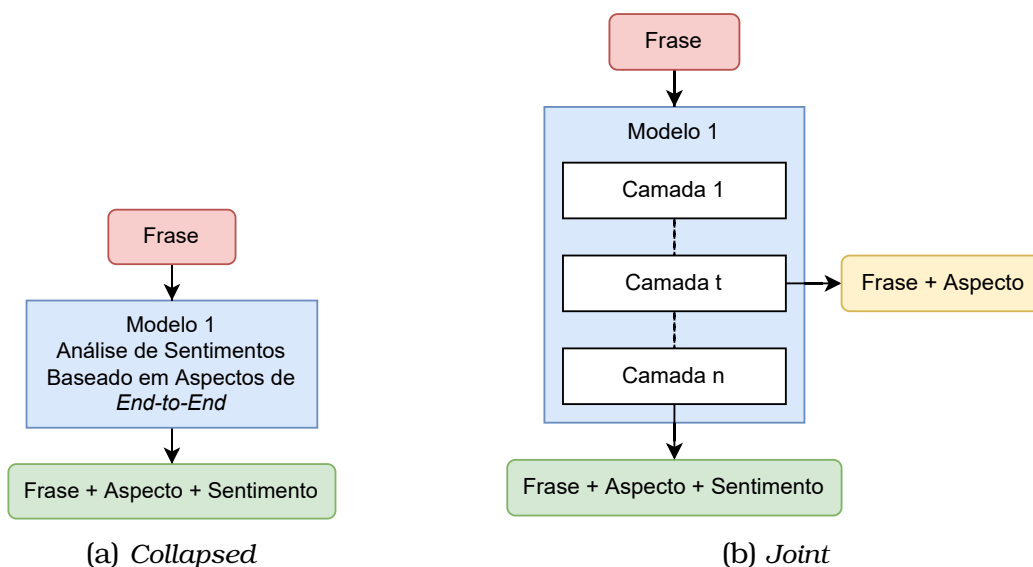 Frase
Modelo 1
Análise de Sentimentos
Baseado em Aspectos de
End-to-End
Frase + Aspecto + Sentimento
(a) Collapsed
Frase
Modelo 1
Camada 1
Camada t
Frase + Aspecto
Camada n
Frase + Aspecto + Sentimento
(b) Joint